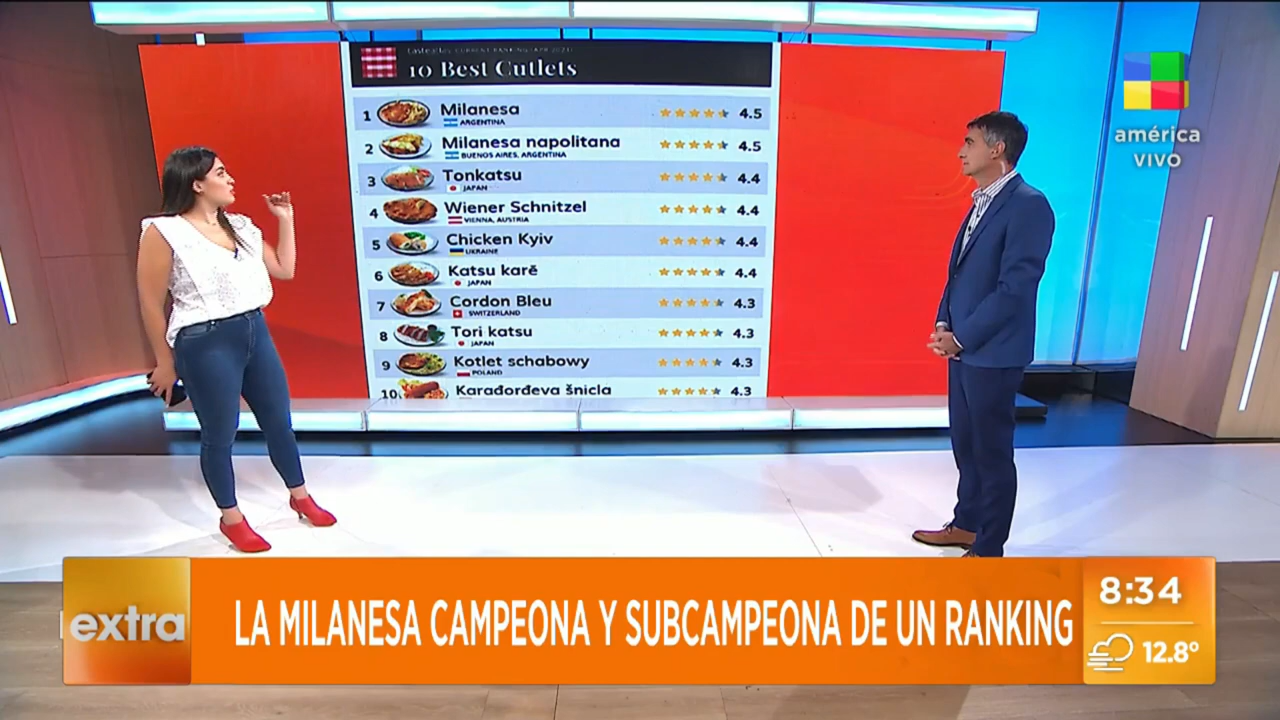 CURRENT RANKING
10 Best Cutlets
1 Milanesa 4.5
ARGENTINA
2 Milanesa napolitana 4.5
BUENOS AIRES, ARGENTINA
3 Tonkatsu 4.4
JAPAN
4 Wiener Schnitzel 4.4
VIENNA, AUSTRIA
5 Chicken Kyiv 4.4
UKRAINE
6 Katsu karē 4.4
JAPAN
7 Cordon Bleu 4.3
SWITZERLAND
8 Tori katsu 4.3
JAPAN
9 Kotlet schabowy 4.3
POLAND
10 Karađorđeva šnicla 4.3
américa
VIVO
extra
LA MILANESA CAMPEONA Y SUBCAMPEONA DE UN RANKING
8:34
12.8°